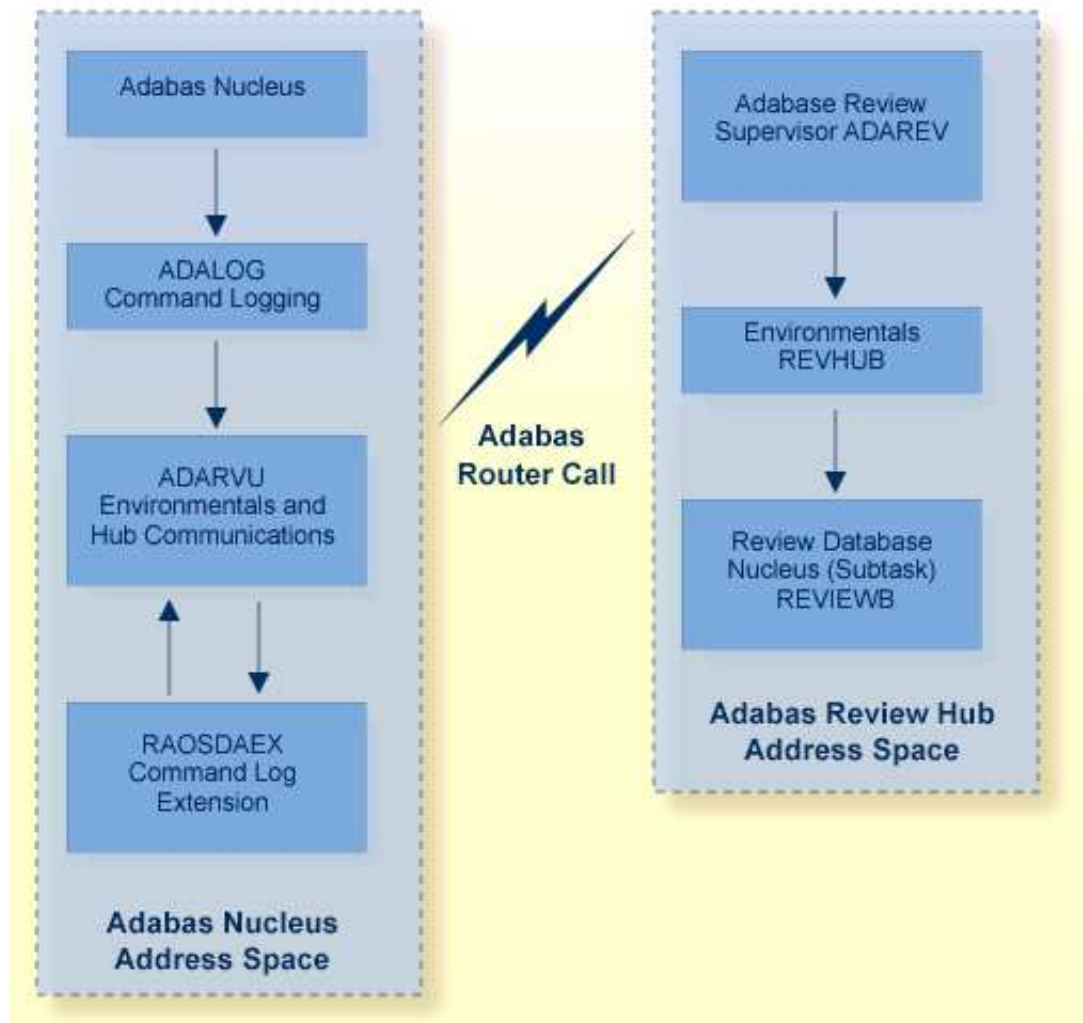 Adabas Nucleus
ADALOG
Command Logging
ADARVU
Environmentals and
Hub Communications
RAOSDAEX
Command Log
Extension
Adabas Nucleus
Address Space
Adabas
Router Call
Adabase Review
Supervisor ADAREV
Environmentals
REVHUB
Review Database
Nucleus (Subtask)
REVIEWB
Adabas Review Hub
Address Space